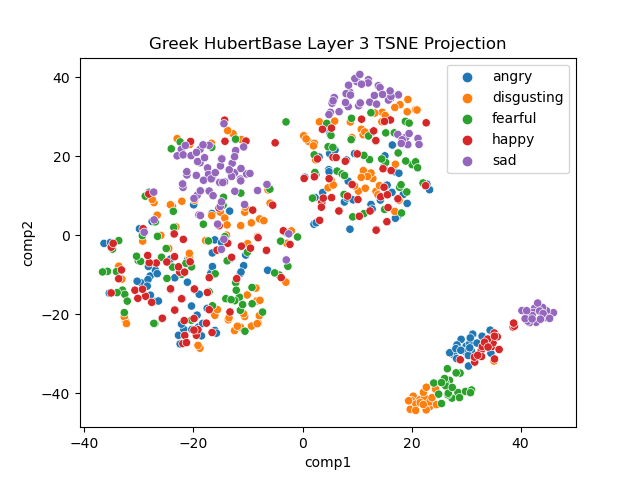 Greek HubertBase Layer 3 TSNE Projection
angry
disgusting
fearful
happy
sad
comp2
40
20
0
−20
−40
−40
−20
0
20
40
comp1